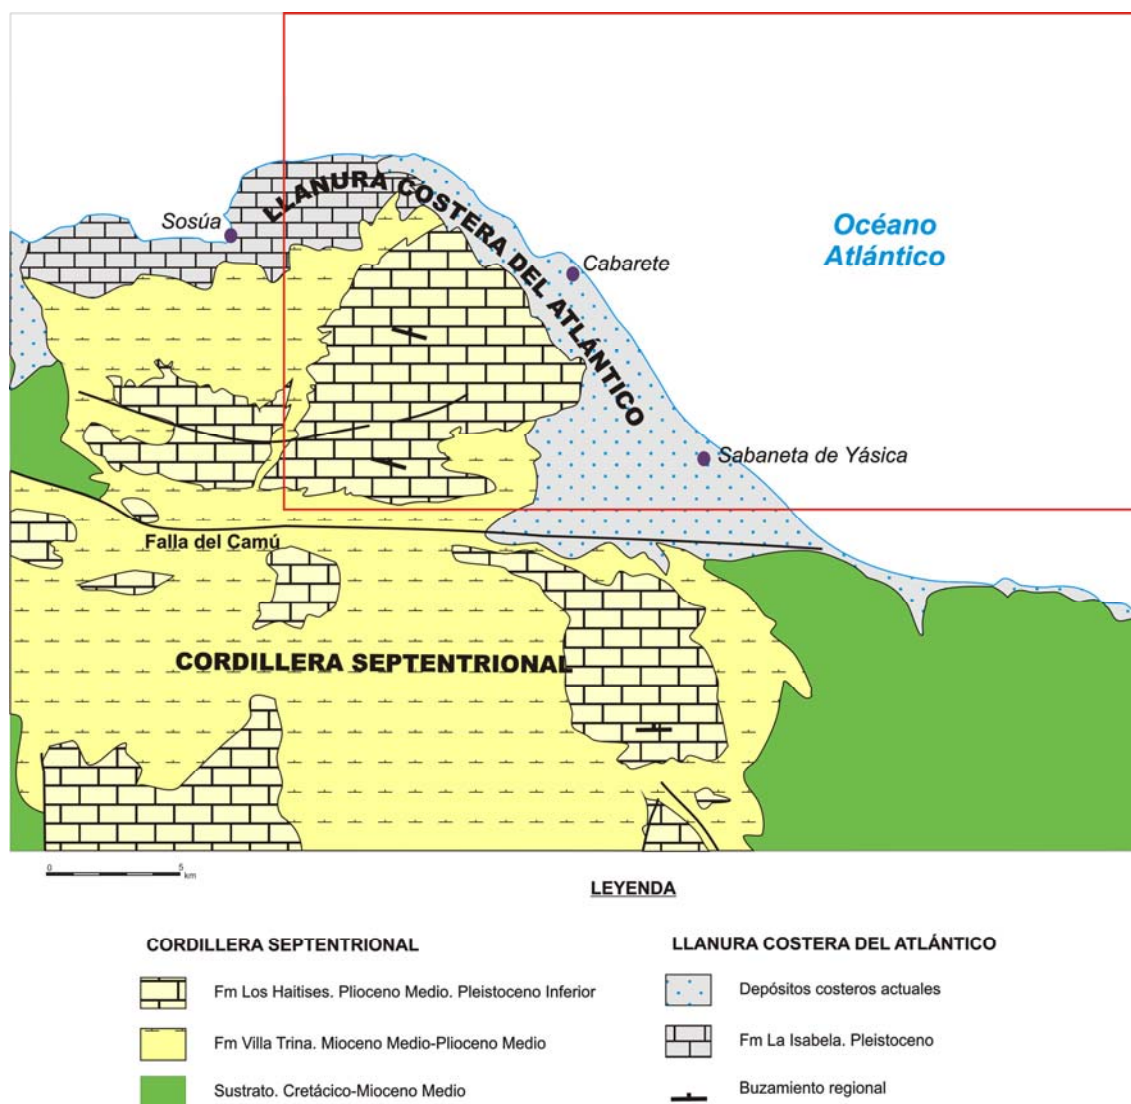 LLANURA COSTERA DEL ATLÁNTICO
Sosúa
Océano
Atlántico
Cabarete
Sabaneta de Yásica
Falla del Camú
CORDILLERA SEPTENTRIONAL
0 5
km
LEYENDA
CORDILLERA SEPTENTRIONAL
Fm Los Haitises. Plioceno Medio. Pleistoceno Inferior
Fm Villa Trina. Mioceno Medio-Plioceno Medio
Sustrato. Cretácico-Mioceno Medio
LLANURA COSTERA DEL ATLÁNTICO
Depósitos costeros actuales
Fm La Isabela. Pleistoceno
Buzamiento regional